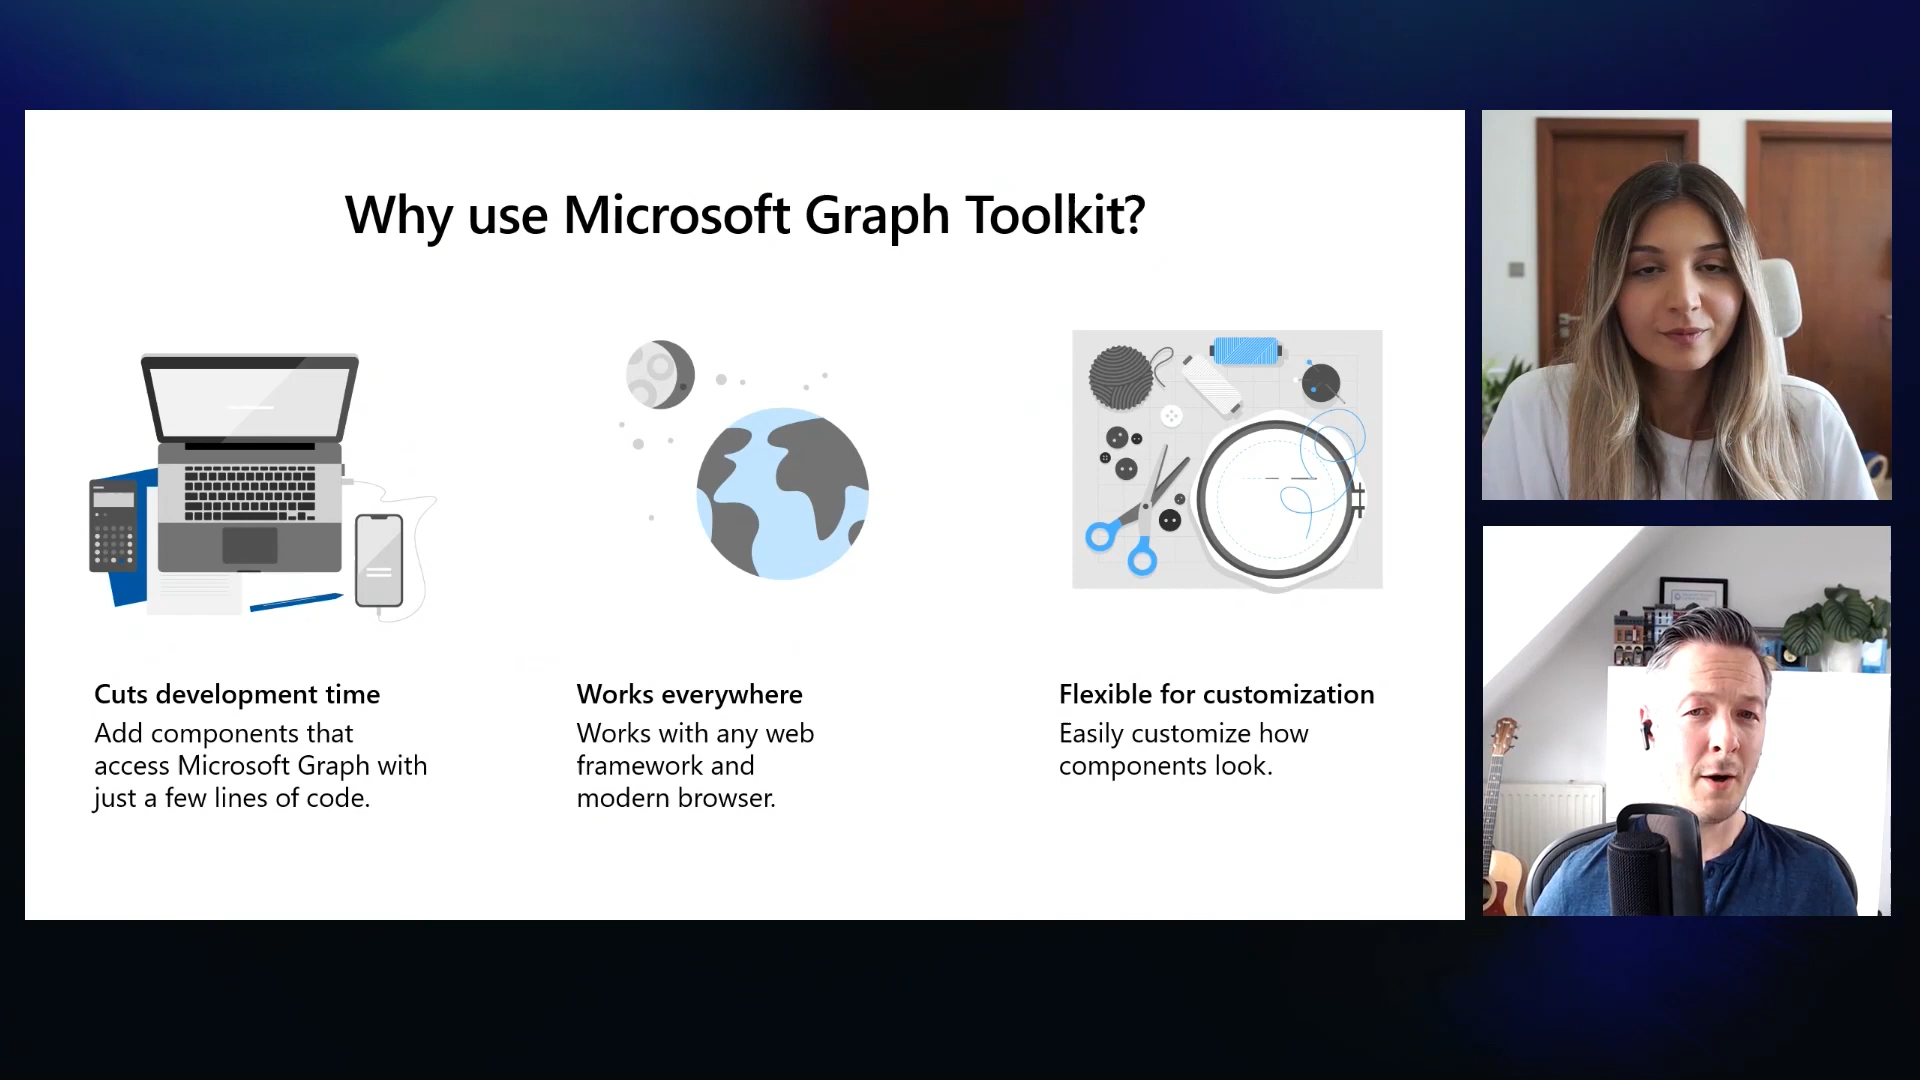 Why use Microsoft Graph Toolkit?
Cuts development time
Add components that
access Microsoft Graph with
just a few lines of code.
Works everywhere
Works with any web
framework and
modern browser.
Flexible for customization
Easily customize how
components look.